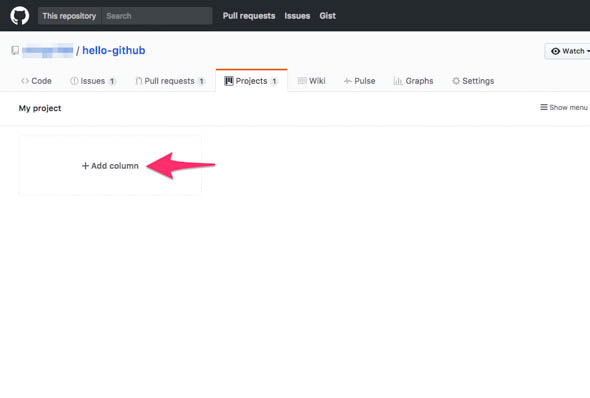 This repository Search Pull requests Issues Gist
/ hello-github Watch
Code Issues 1 Pull requests 1 Projects 1 Wiki Pulse Graphs Settings
My project Show menu
+ Add column